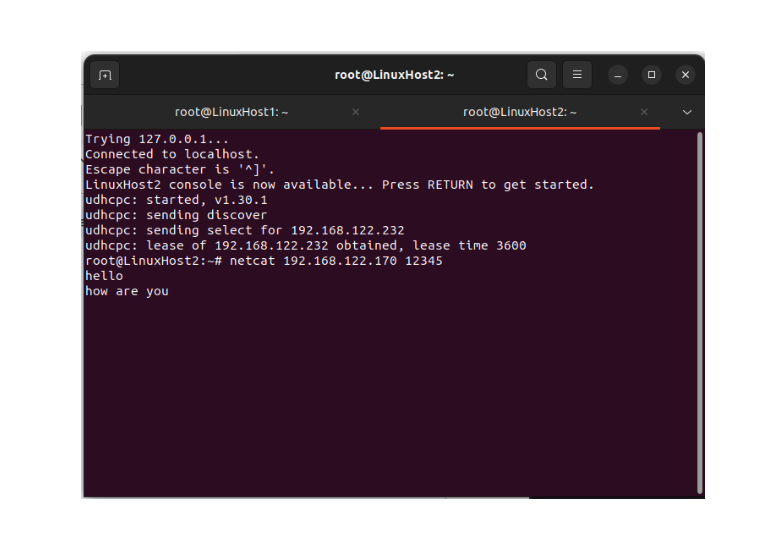 root@LinuxHost2: ~
root@LinuxHost1: ~
root@LinuxHost2: ~
Trying 127.0.0.1...
Connected to localhost.
Escape character is '^]'.
LinuxHost2 console is now available... Press RETURN to get started.
udhcpc: started, v1.30.1
udhcpc: sending discover
udhcpc: sending select for 192.168.122.232
udhcpc: lease of 192.168.122.232 obtained, lease time 3600
root@LinuxHost2:~# netcat 192.168.122.170 12345
hello
how are you